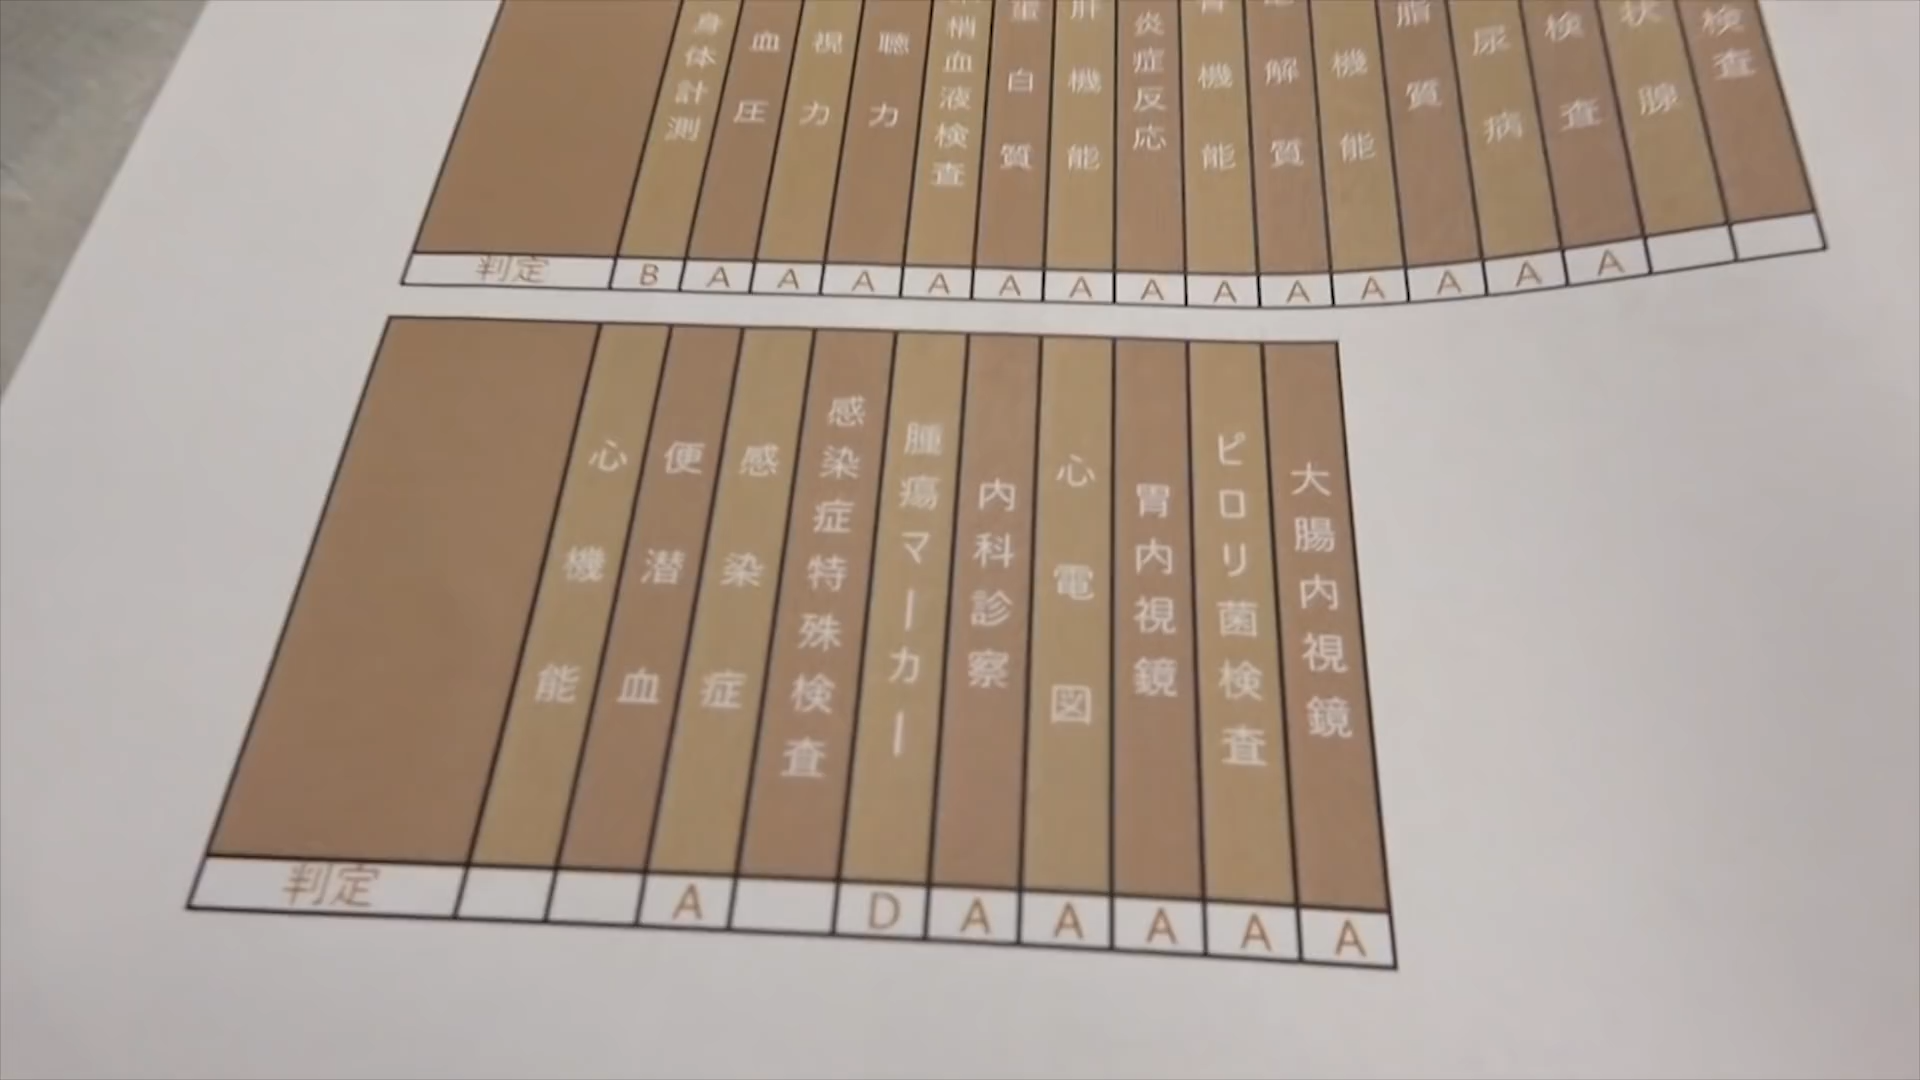 身体計測
血圧
視力
聴力
梢血液検査
蛋白質
肝機能
炎症反応
腎機能
電解質
機能
脂質
尿病
検査
状腺
検査
判定 B A A A A A A A A A A A A A
心機能
便潜血
感染症
感染症特殊検査
腫瘍マーカー
内科診察
心電図
胃内視鏡
ピロリ菌検査
大腸内視鏡
判定 A D A A A A A